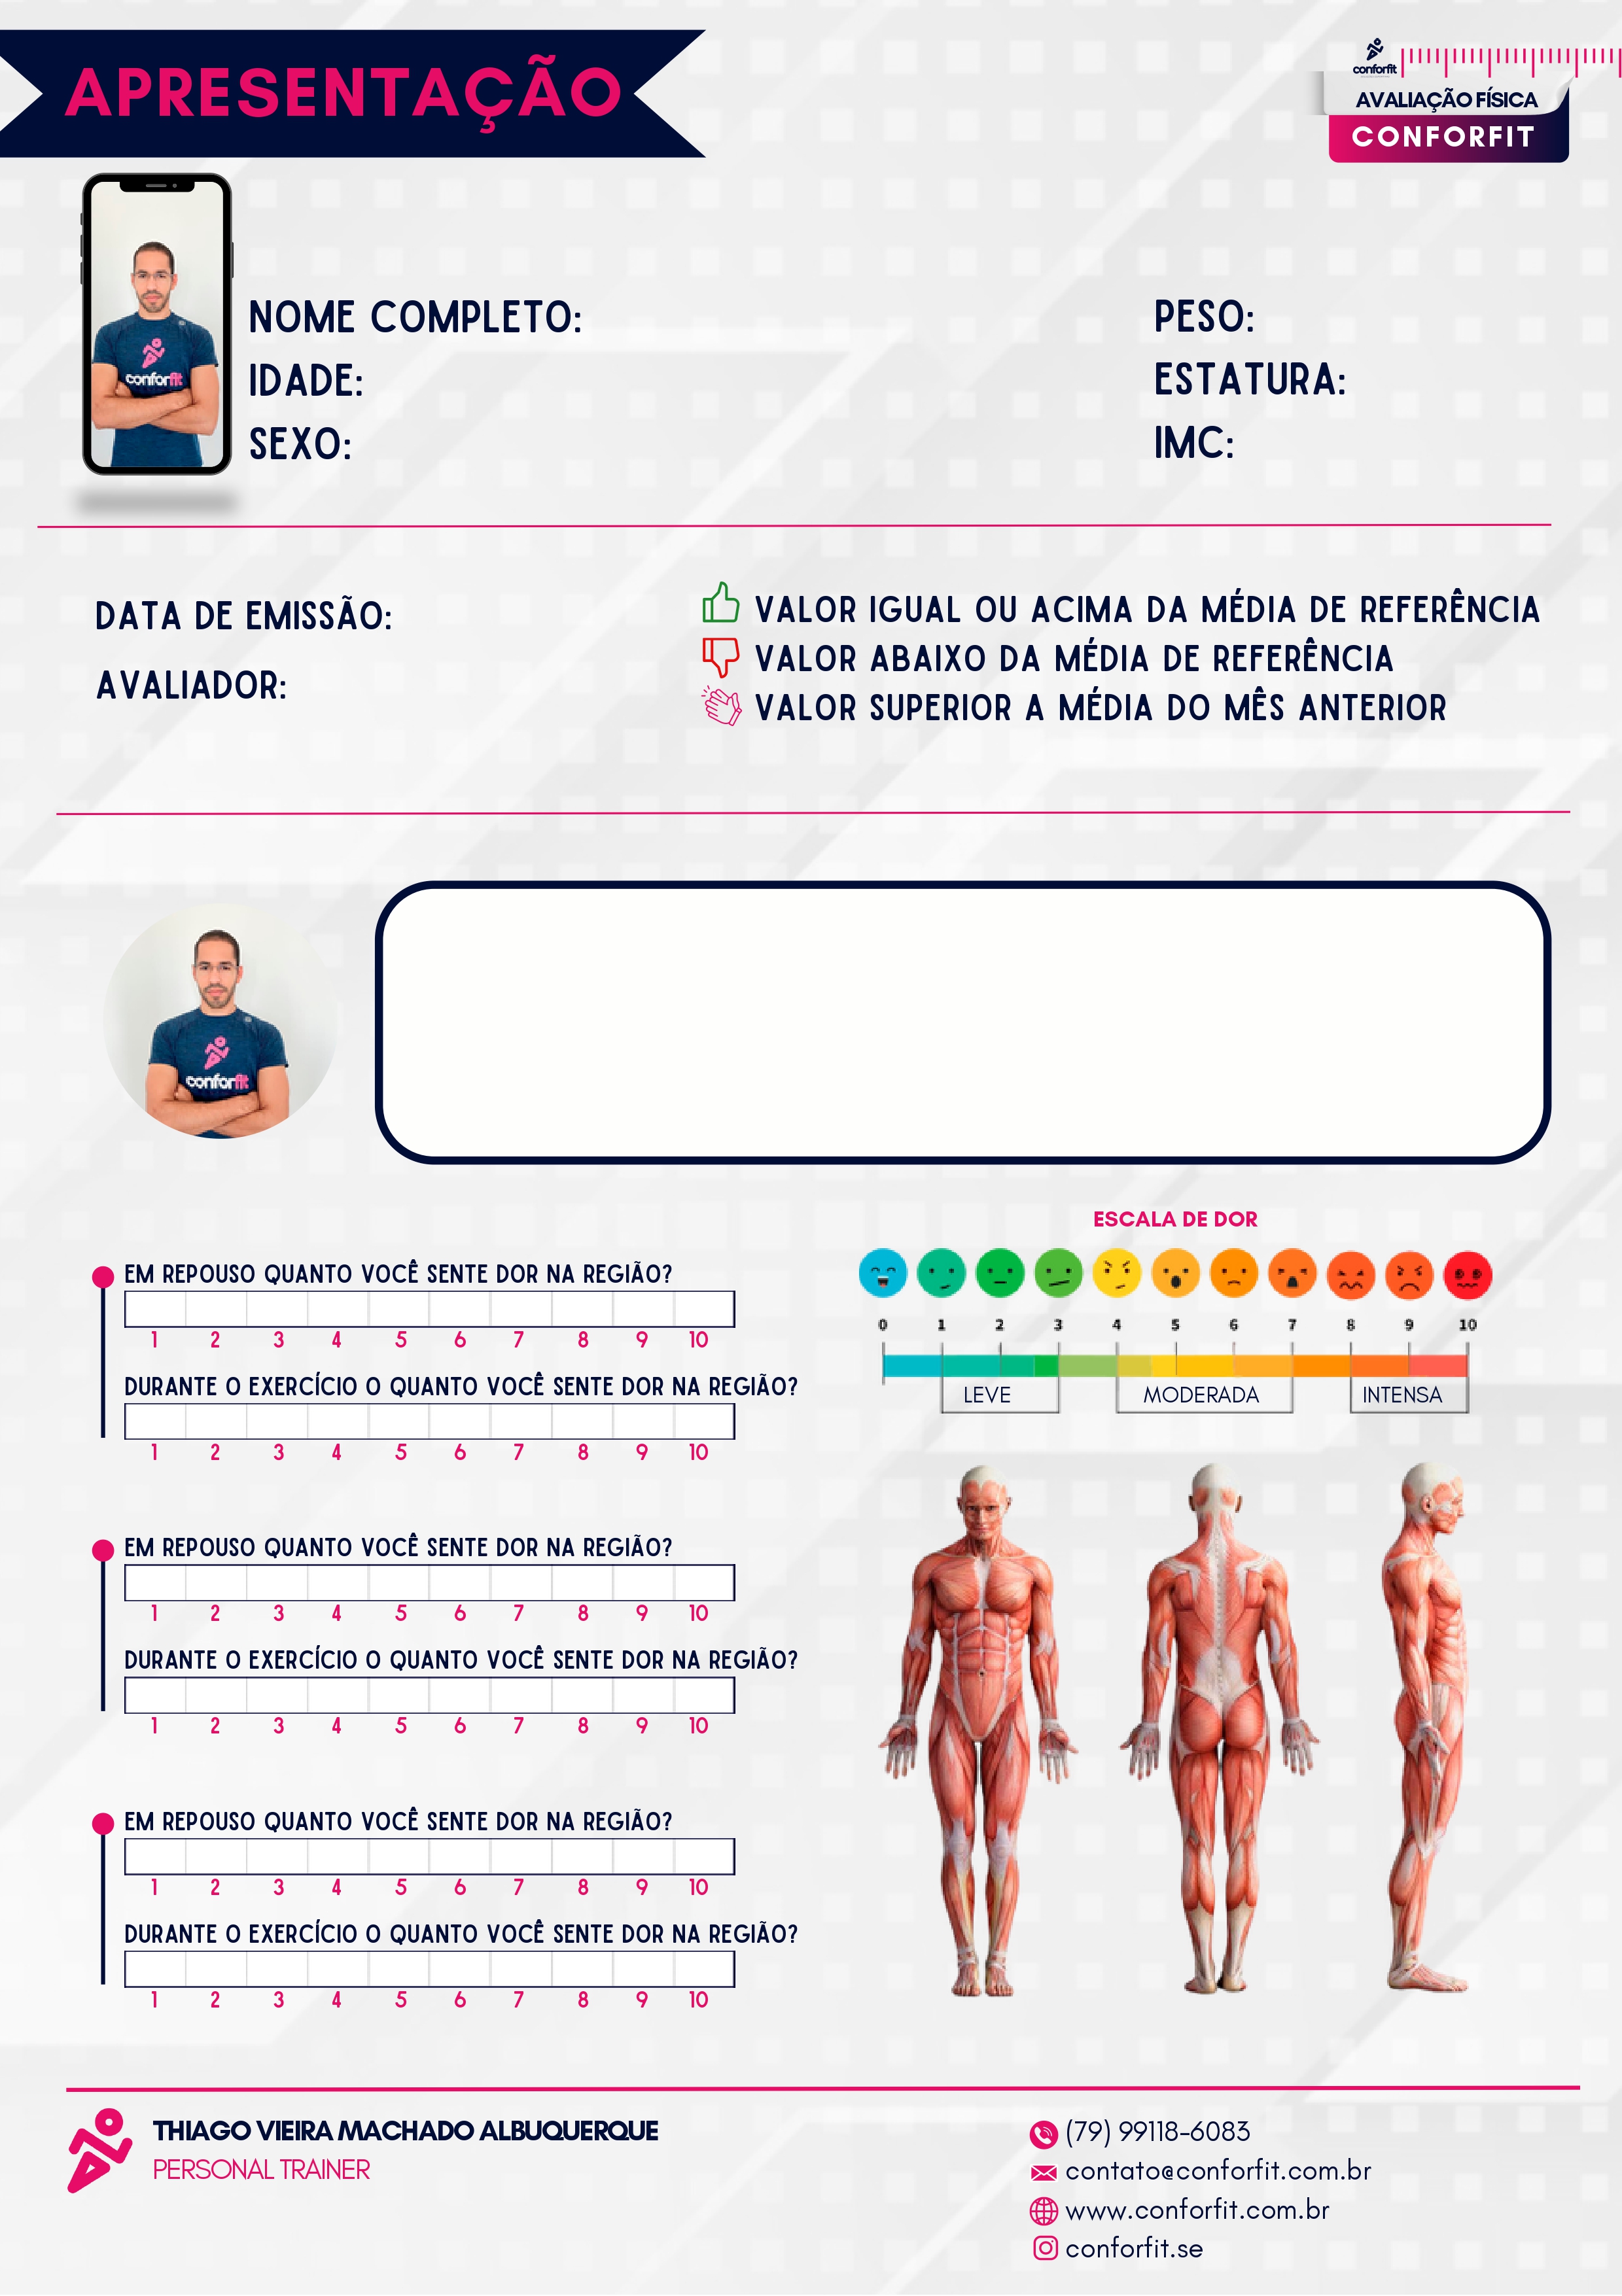 APRESENTAÇÃO
conforfit
AVALIAÇÃO FÍSICA
CONFORFIT
conforfit
NOME COMPLETO:
IDADE:
SEXO:
PESO:
ESTATURA:
IMC:
DATA DE EMISSÃO:
AVALIADOR:
VALOR IGUAL OU ACIMA DA MÉDIA DE REFERÊNCIA
VALOR ABAIXO DA MÉDIA DE REFERÊNCIA
VALOR SUPERIOR A MÉDIA DO MÊS ANTERIOR
conforfit
EM REPOUSO QUANTO VOCÊ SENTE DOR NA REGIÃO?
1 2 3 4 5 6 7 8 9 10
DURANTE O EXERCÍCIO O QUANTO VOCÊ SENTE DOR NA REGIÃO?
1 2 3 4 5 6 7 8 9 10
EM REPOUSO QUANTO VOCÊ SENTE DOR NA REGIÃO?
1 2 3 4 5 6 7 8 9 10
DURANTE O EXERCÍCIO O QUANTO VOCÊ SENTE DOR NA REGIÃO?
1 2 3 4 5 6 7 8 9 10
EM REPOUSO QUANTO VOCÊ SENTE DOR NA REGIÃO?
1 2 3 4 5 6 7 8 9 10
DURANTE O EXERCÍCIO O QUANTO VOCÊ SENTE DOR NA REGIÃO?
1 2 3 4 5 6 7 8 9 10
ESCALA DE DOR
0 1 2 3 4 5 6 7 8 9 10
LEVE MODERADA INTENSA
THIAGO VIEIRA MACHADO ALBUQUERQUE
PERSONAL TRAINER
(79) 99118-6083
contato@conforfit.com.br
www.conforfit.com.br
conforfit.se